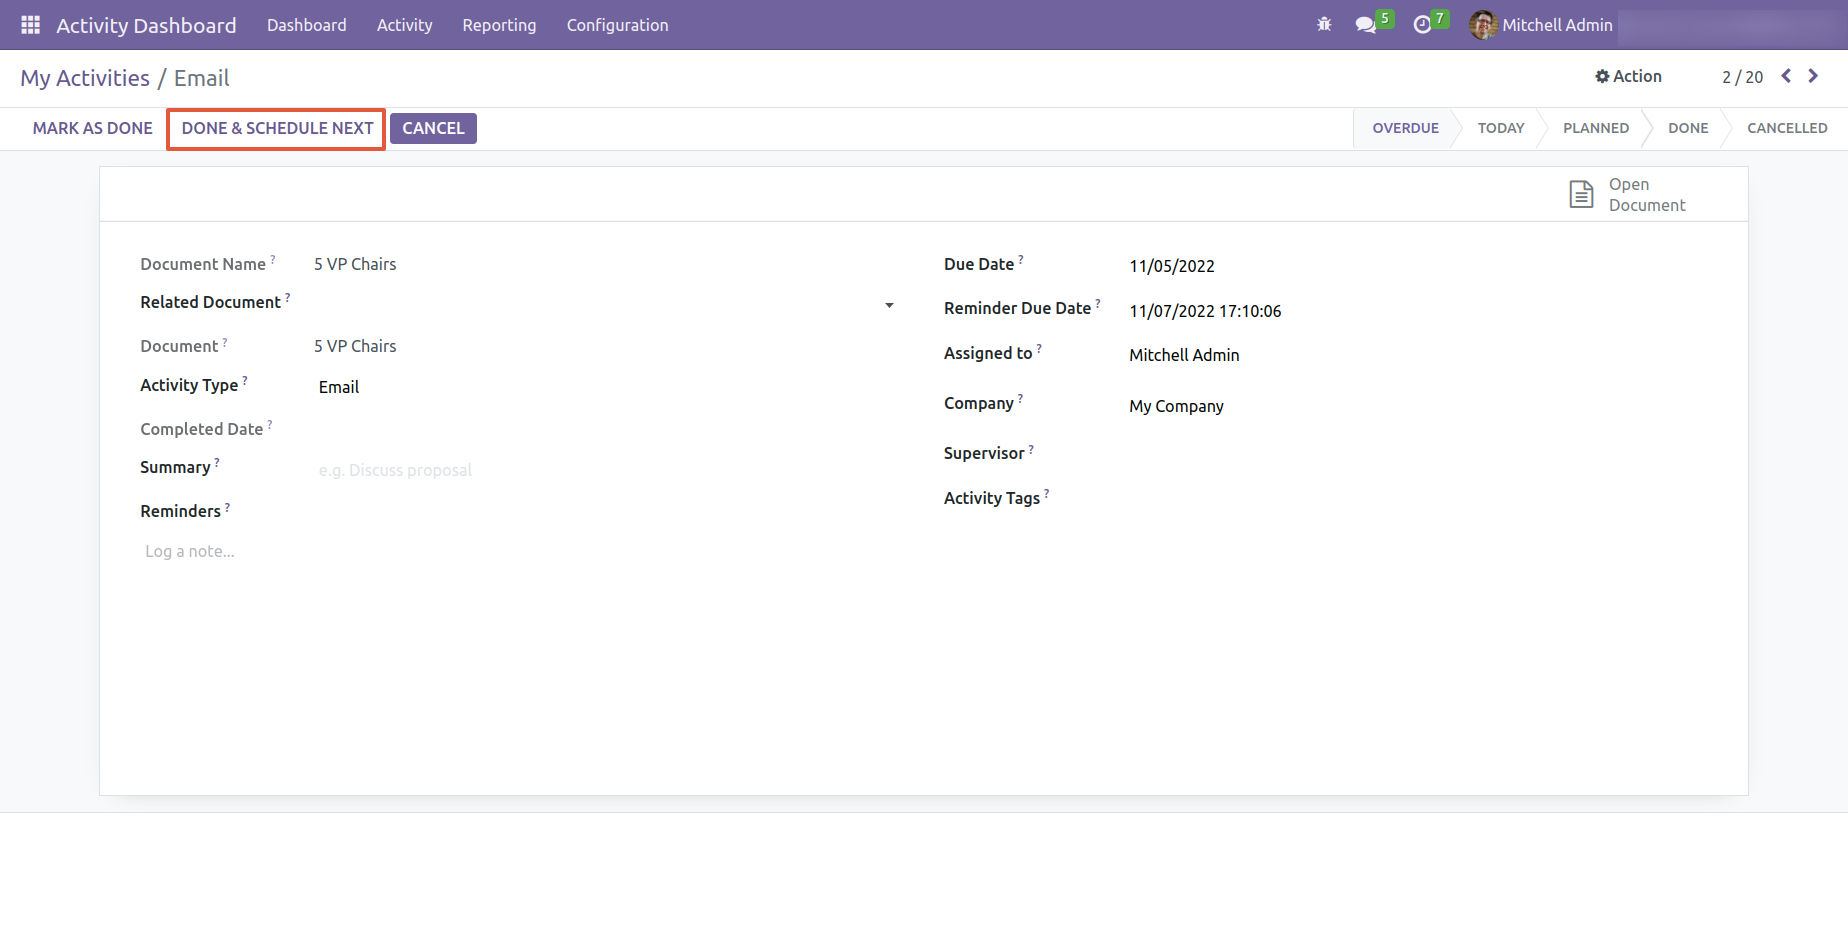 Activity Dashboard Dashboard Activity Reporting Configuration 5 7 Mitchell Admin
My Activities / Email Action 2 / 20
MARK AS DONE DONE & SCHEDULE NEXT CANCEL OVERDUE TODAY PLANNED DONE CANCELLED
Open
Document
Document Name ? 5 VP Chairs Due Date ? 11/05/2022
Related Document ? Reminder Due Date ? 11/07/2022 17:10:06
Document ? 5 VP Chairs Assigned to ? Mitchell Admin
Activity Type ? Email Company ? My Company
Completed Date ? Supervisor ?
Summary ? e.g. Discuss proposal Activity Tags ?
Reminders ?
Log a note...